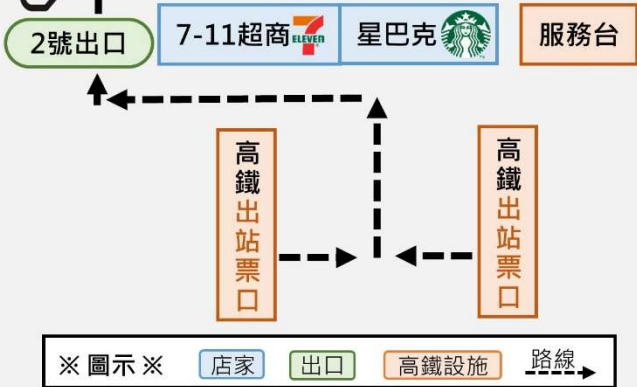 2號出口
7-11超商
ELEVEN
星巴克
服務台
高鐵出站票口
高鐵出站票口
※ 圖示 ※
店家
出口
高鐵設施
路線